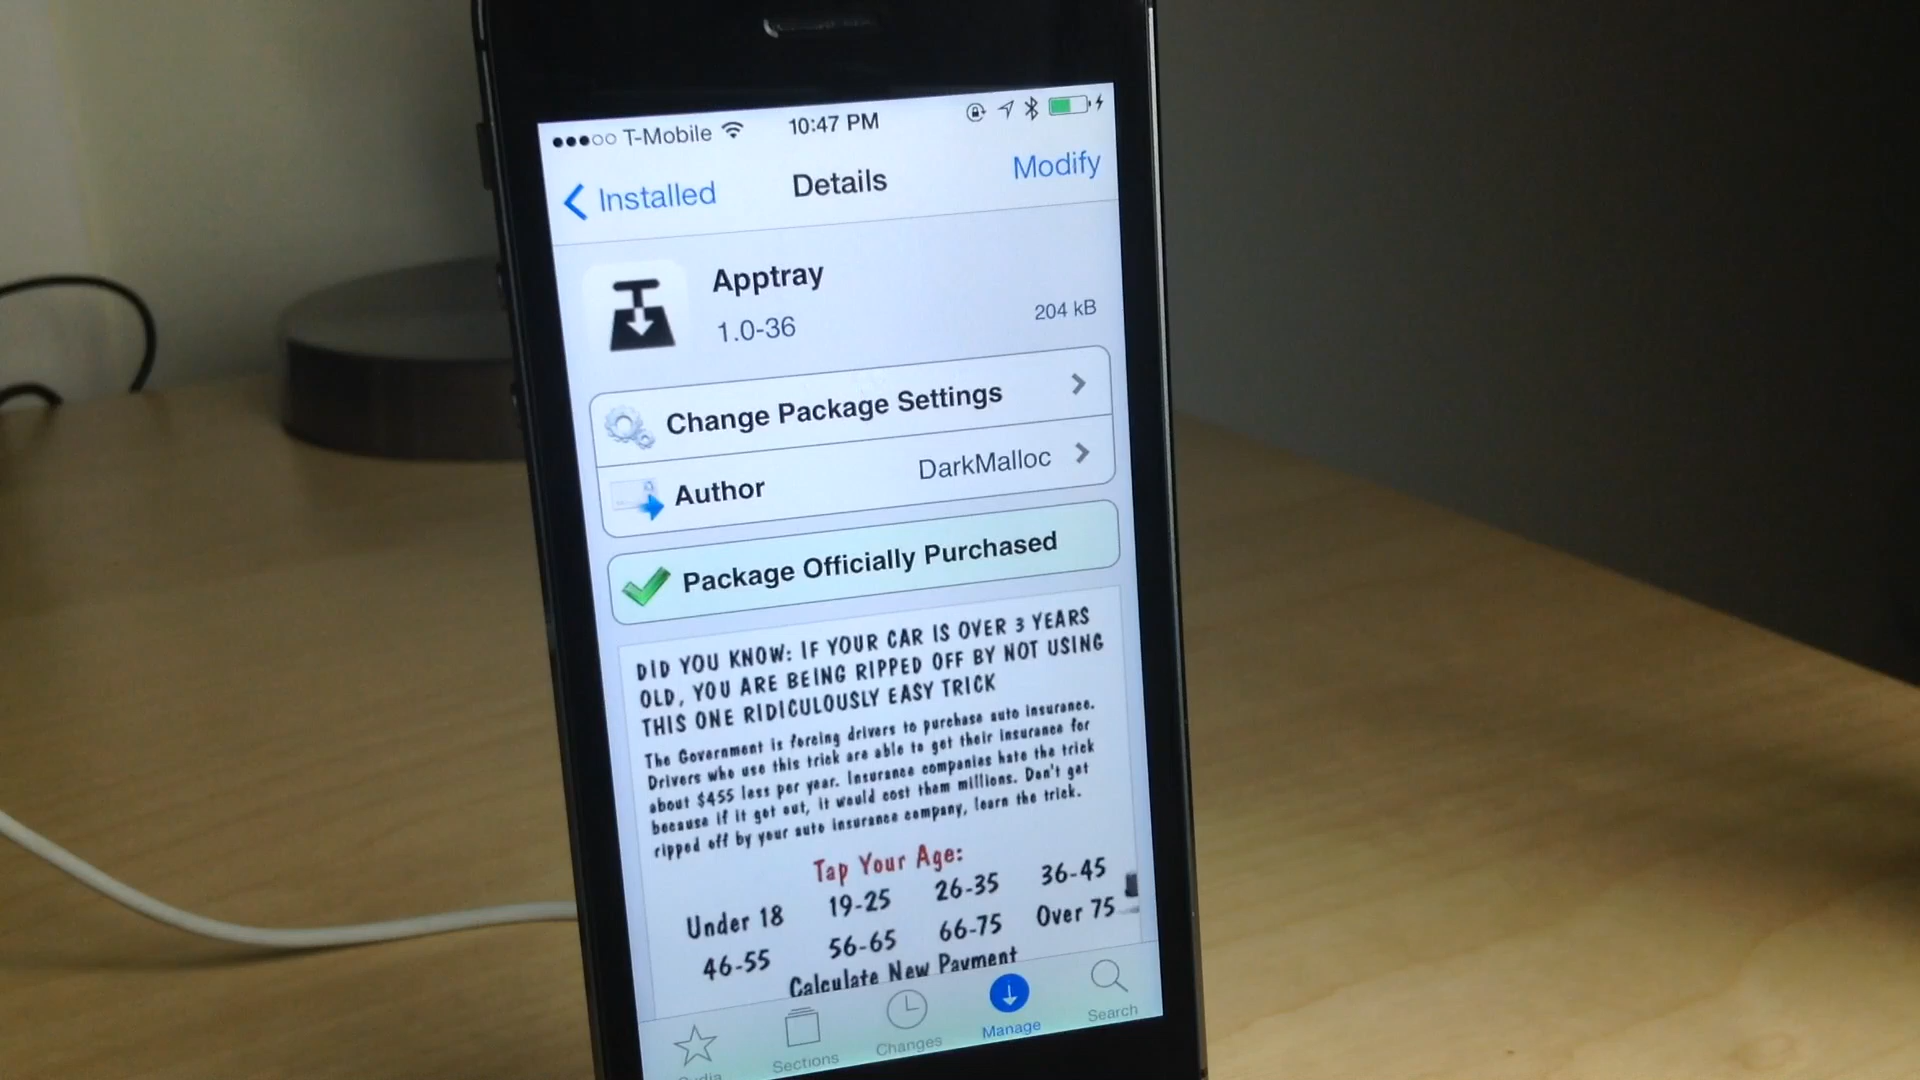 T-Mobile 10:47 PM
Installed Details Modify
Apptray
1.0-36 204 kB
Change Package Settings
Author DarkMalloc
Package Officially Purchased
DID YOU KNOW: IF YOUR CAR IS OVER 3 YEARS
OLD, YOU ARE BEING RIPPED OFF BY NOT USING
THIS ONE RIDICULOUSLY EASY TRICK
The Government is forcing drivers to purchase auto insurance.
Drivers who use this trick are able to get their insurance for
about $455 less per year. Insurance companies hate the trick
because if it got out, it would cost them millions. Don't get
ripped off by your auto insurance company, learn the trick.
Tap Your Age:
Under 18 19-25 26-35 36-45
46-55 56-65 66-75 Over 75
Calculate New Payment
Sections Changes Manage Search